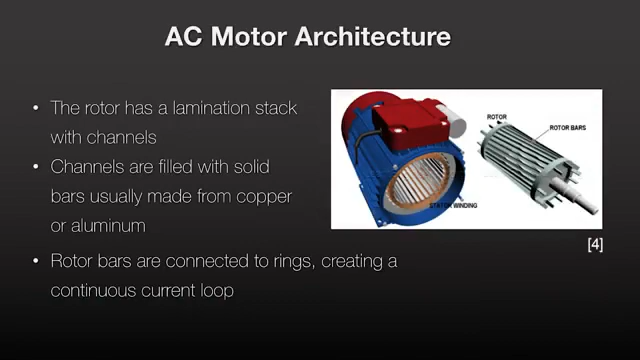 AC Motor Architecture
• The rotor has a lamination stack
with channels
• Channels are filled with solid
bars usually made from copper
or aluminum
• Rotor bars are connected to rings, creating a
continuous current loop
ROTOR
ROTOR BARS
STATOR WINDING
[4]